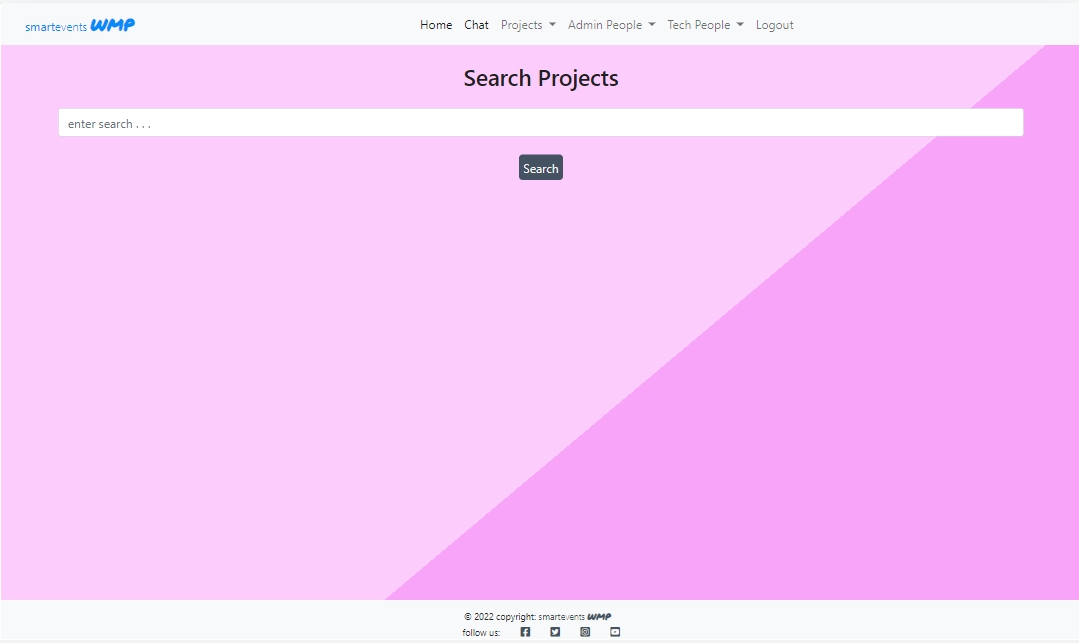 smartevents WMP Home Chat Projects Admin People Tech People Logout
Search Projects
enter search . . .
Search
© 2022 copyright: smartevents WMP
follow us: